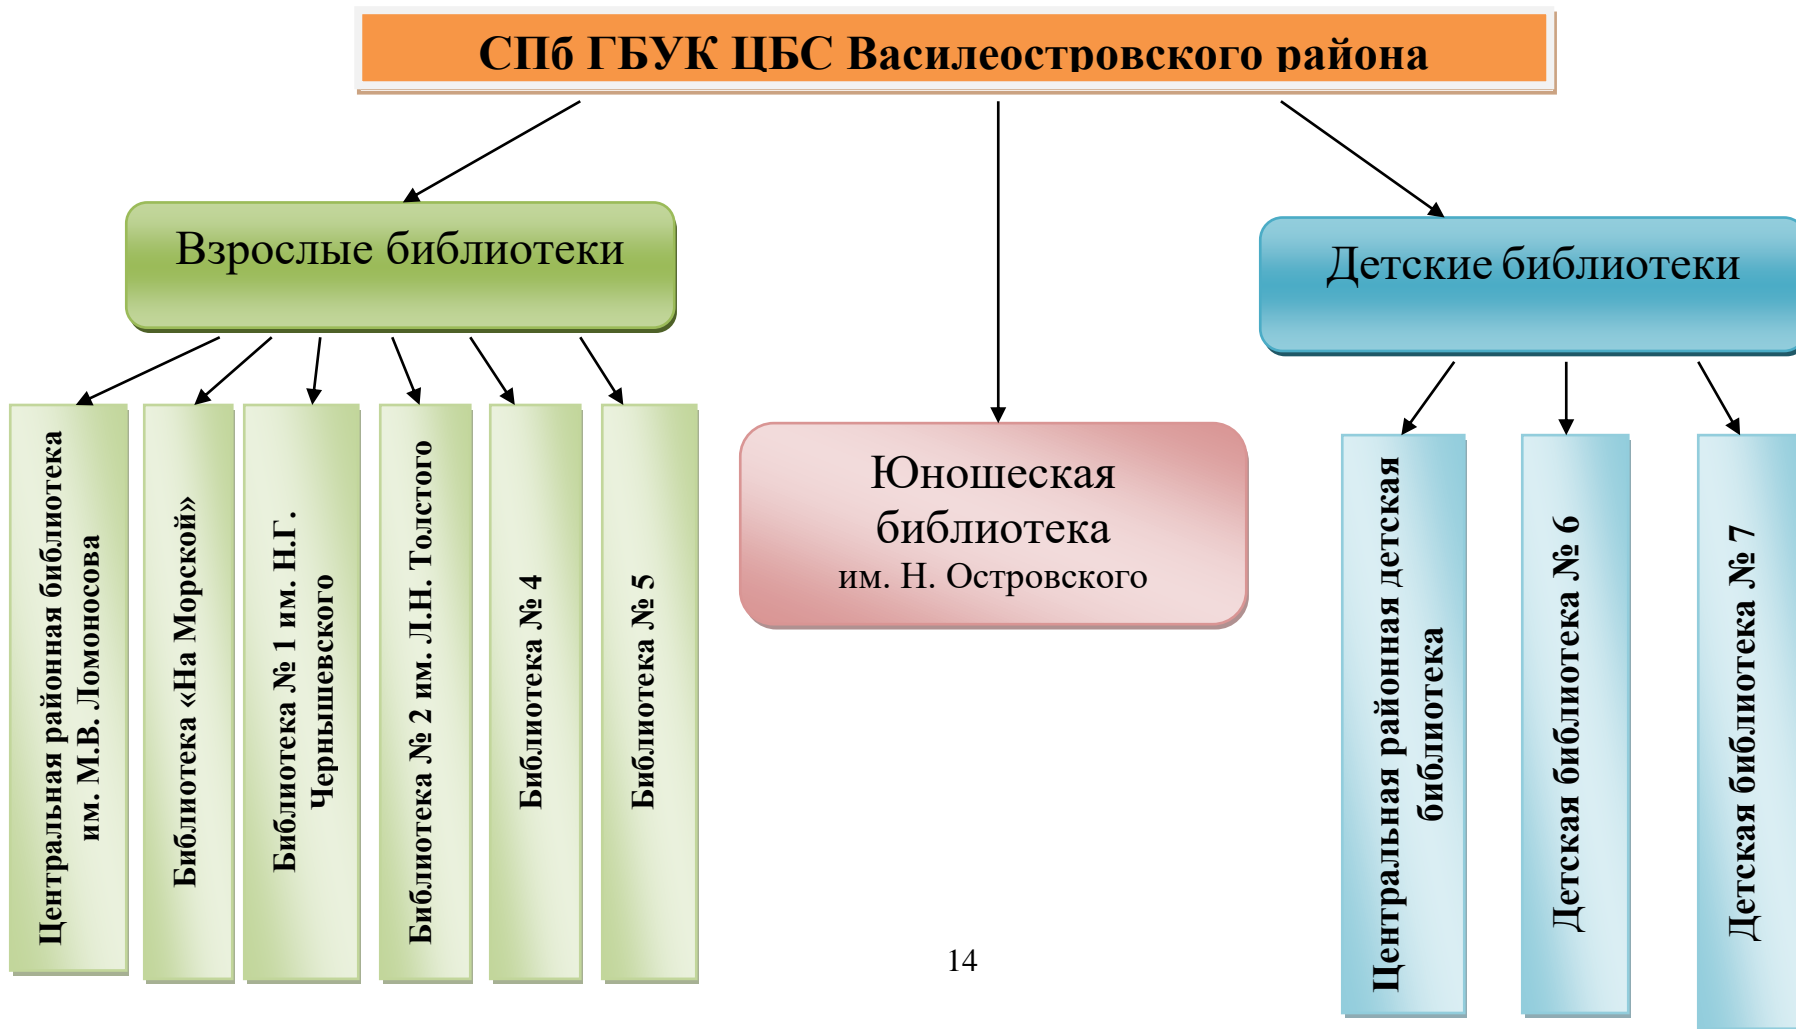 СПб ГБУК ЦБС Василеостровского района
Взрослые библиотеки
Детские библиотеки
Центральная районная библиотека
им. М.В. Ломоносова
Библиотека «На Морской»
Библиотека № 1 им. Н.Г.
Чернышевского
Библиотека № 2 им. Л.Н. Толстого
Библиотека № 4
Библиотека № 5
Юношеская
библиотека
им. Н. Островского
Центральная районная детская
библиотека
Детская библиотека № 6
Детская библиотека № 7
14